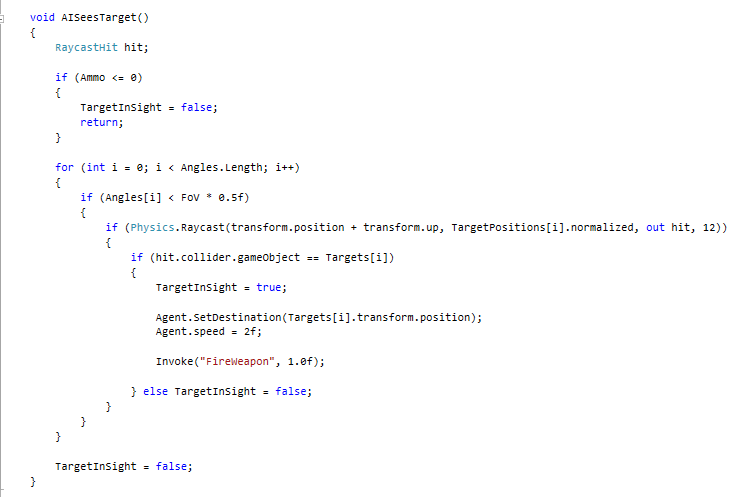 void AISeesTarget()
{
RaycastHit hit;
if (Ammo <= 0)
{
TargetInSight = false;
return;
}
for (int i = 0; i < Angles.Length; i++)
{
if (Angles[i] < FoV * 0.5f)
{
if (Physics.Raycast(transform.position + transform.up, TargetPositions[i].normalized, out hit, 12))
{
if (hit.collider.gameObject == Targets[i])
{
TargetInSight = true;
Agent.SetDestination(Targets[i].transform.position);
Agent.speed = 2f;
Invoke("FireWeapon", 1.0f);
} else TargetInSight = false;
}
}
}
TargetInSight = false;
}